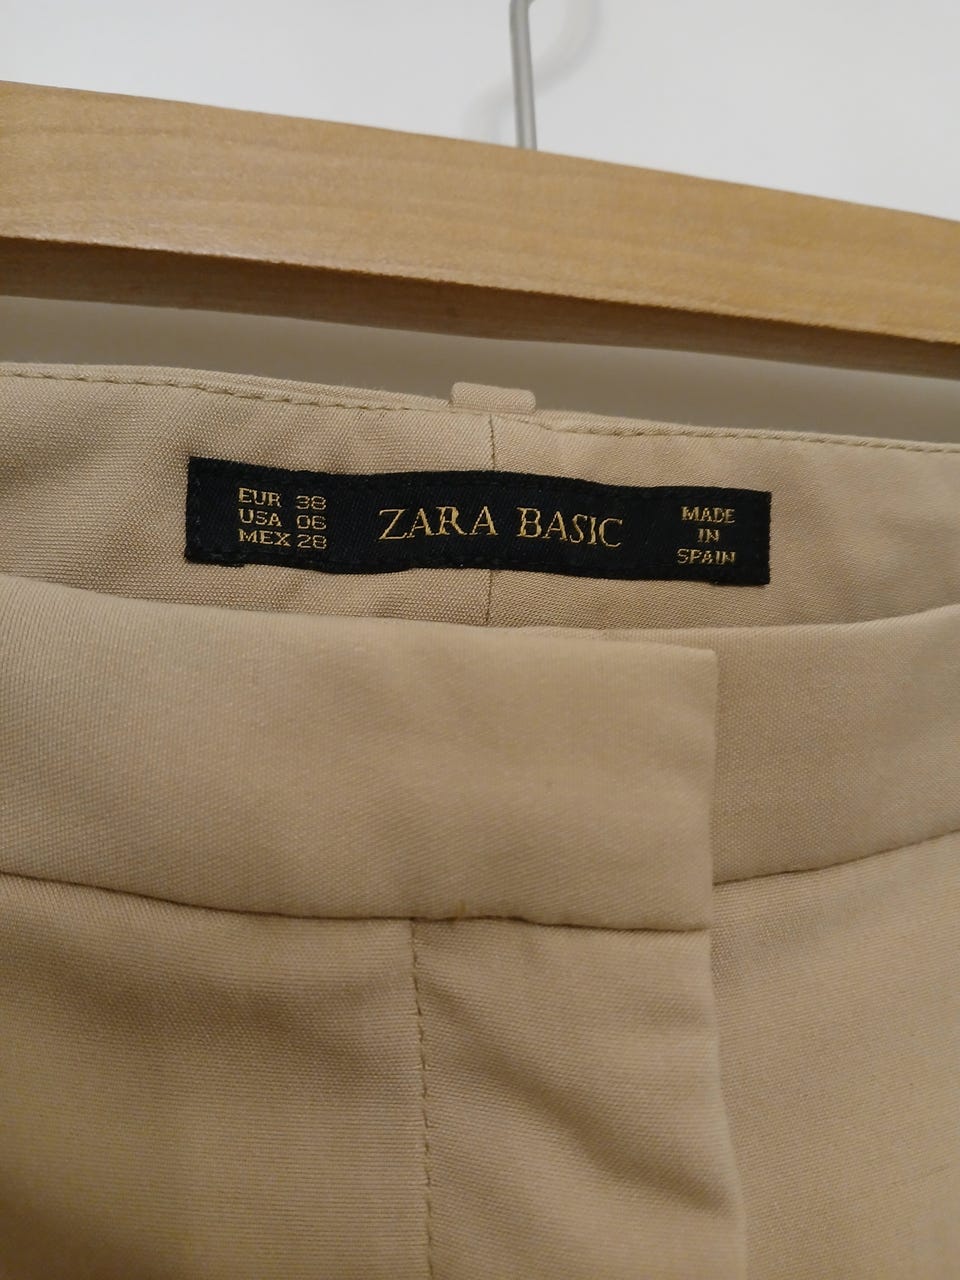 EUR 38
USA 06
MEX 28
ZARA BASIC
MADE
IN
SPAIN